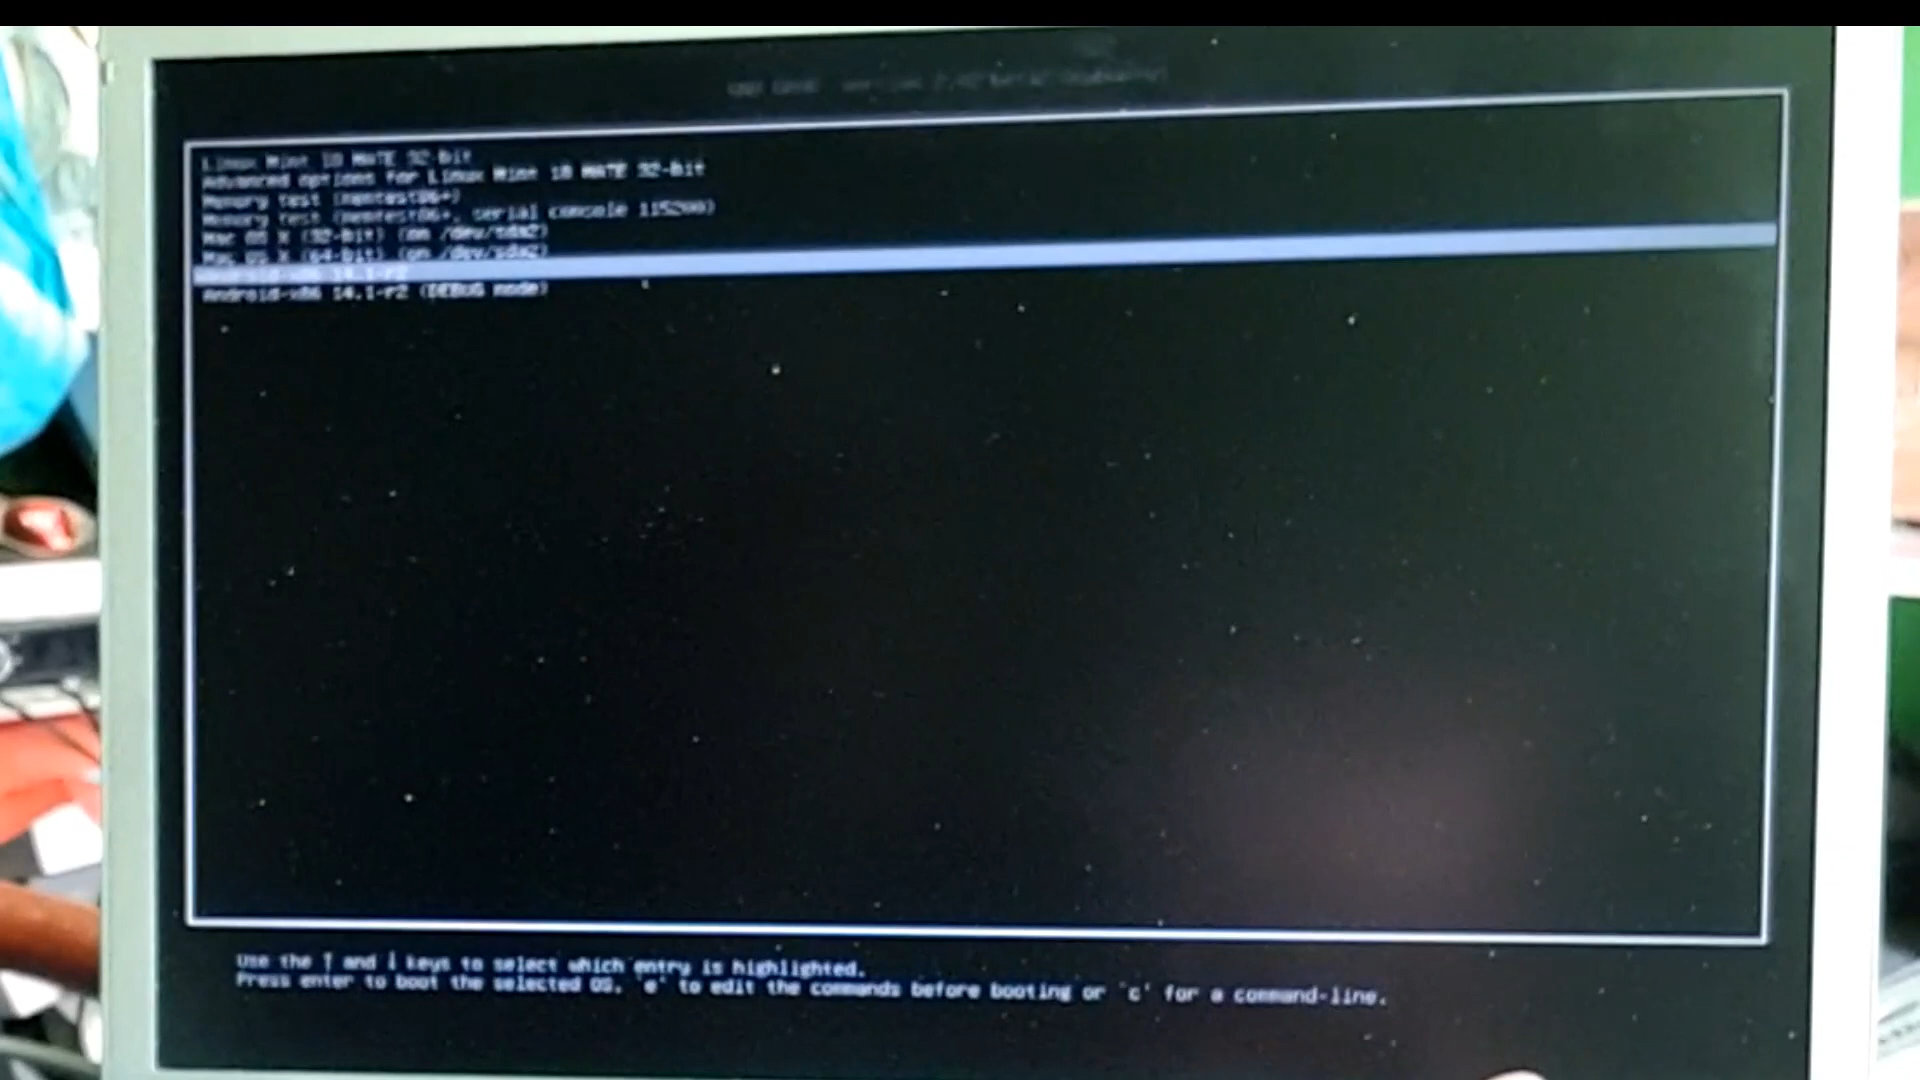 Linux Mint 18 MATE 32-bit
Advanced options for Linux Mint 18 MATE 32-bit
Memory test (memtest86+)
Memory test (memtest86+, serial console 115200)
Mac OS X (32-bit) (on /dev/sda2)
Mac OS X (64-bit) (on /dev/sda2)
Android-x86 14.1-r2
Android-x86 14.1-r2 (DEBUG mode)
Use the ↑ and ↓ keys to select which entry is highlighted.
Press enter to boot the selected OS, `e' to edit the commands before booting or `c' for a command-line.